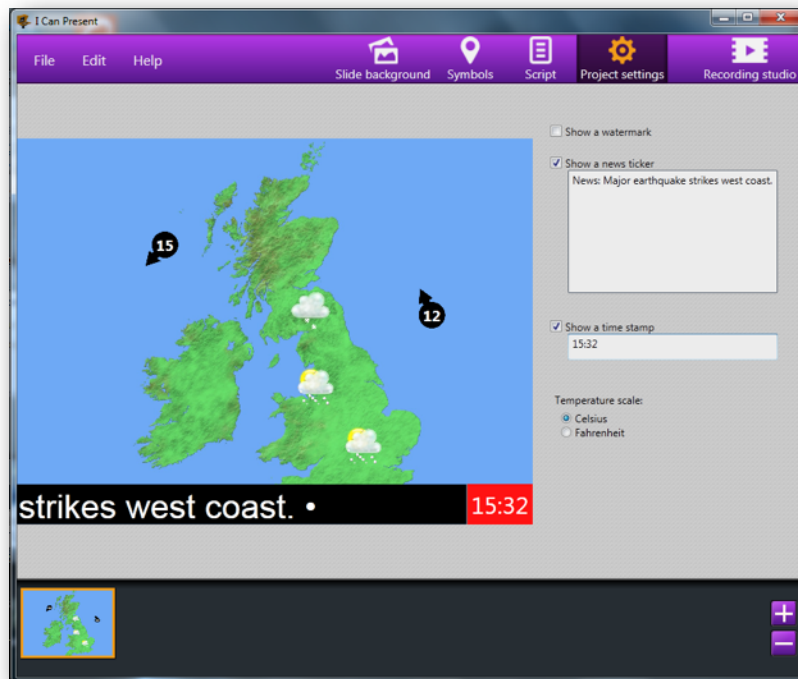 I Can Present
File Edit Help Slide background Symbols Script Project settings Recording studio
Show a watermark
Show a news ticker
News: Major earthquake strikes west coast.
15
12
Show a time stamp
15:32
Temperature scale:
Celsius
Fahrenheit
strikes west coast. • 15:32